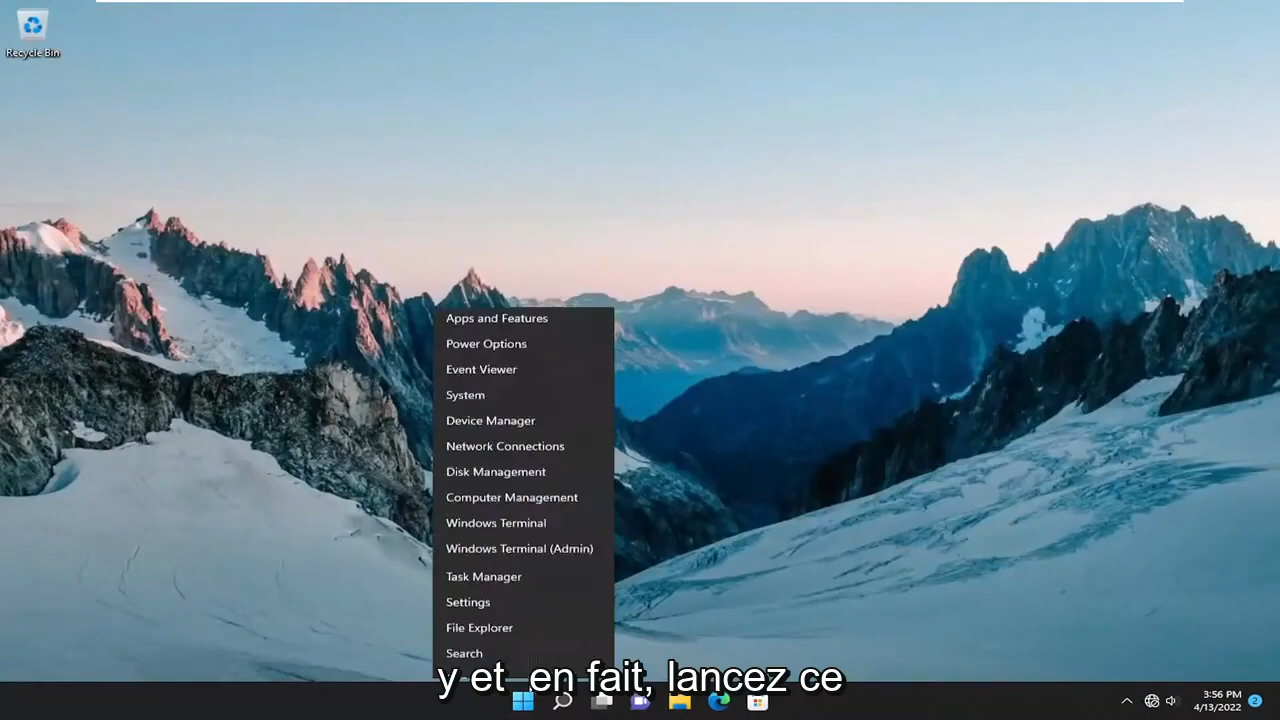 Recycle Bin
Apps and Features
Power Options
Event Viewer
System
Device Manager
Network Connections
Disk Management
Computer Management
Windows Terminal
Windows Terminal (Admin)
Task Manager
Settings
File Explorer
Search
y et en fait, lancez ce
3:56 PM
4/13/2022
2